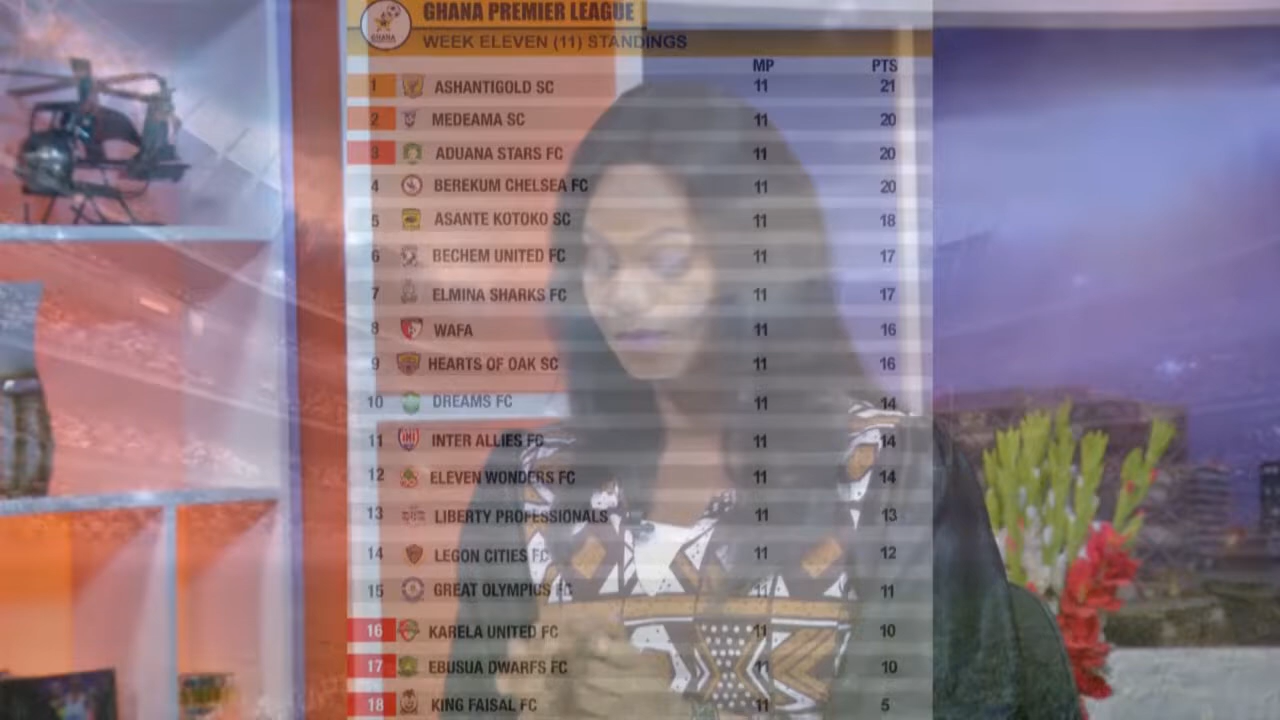 GHANA PREMIER LEAGUE
GHANA
WEEK ELEVEN (11) STANDINGS
MP PTS
1 ASHANTIGOLD SC 11 21
2 MEDEAMA SC 11 20
3 ADUANA STARS FC 11 20
4 BEREKUM CHELSEA FC 11 20
5 ASANTE KOTOKO SC 11 18
6 BECHEM UNITED FC 11 17
7 ELMINA SHARKS FC 11 17
8 WAFA 11 16
9 HEARTS OF OAK SC 11 16
10 DREAMS FC 11 14
11 INTER ALLIES FC 11 14
12 ELEVEN WONDERS FC 11 14
13 LIBERTY PROFESSIONALS 11 13
14 LEGON CITIES FC 11 12
15 GREAT OLYMPICS FC 11 11
16 KARELA UNITED FC 11 10
17 EBUSUA DWARFS FC 11 10
18 KING FAISAL FC 11 5